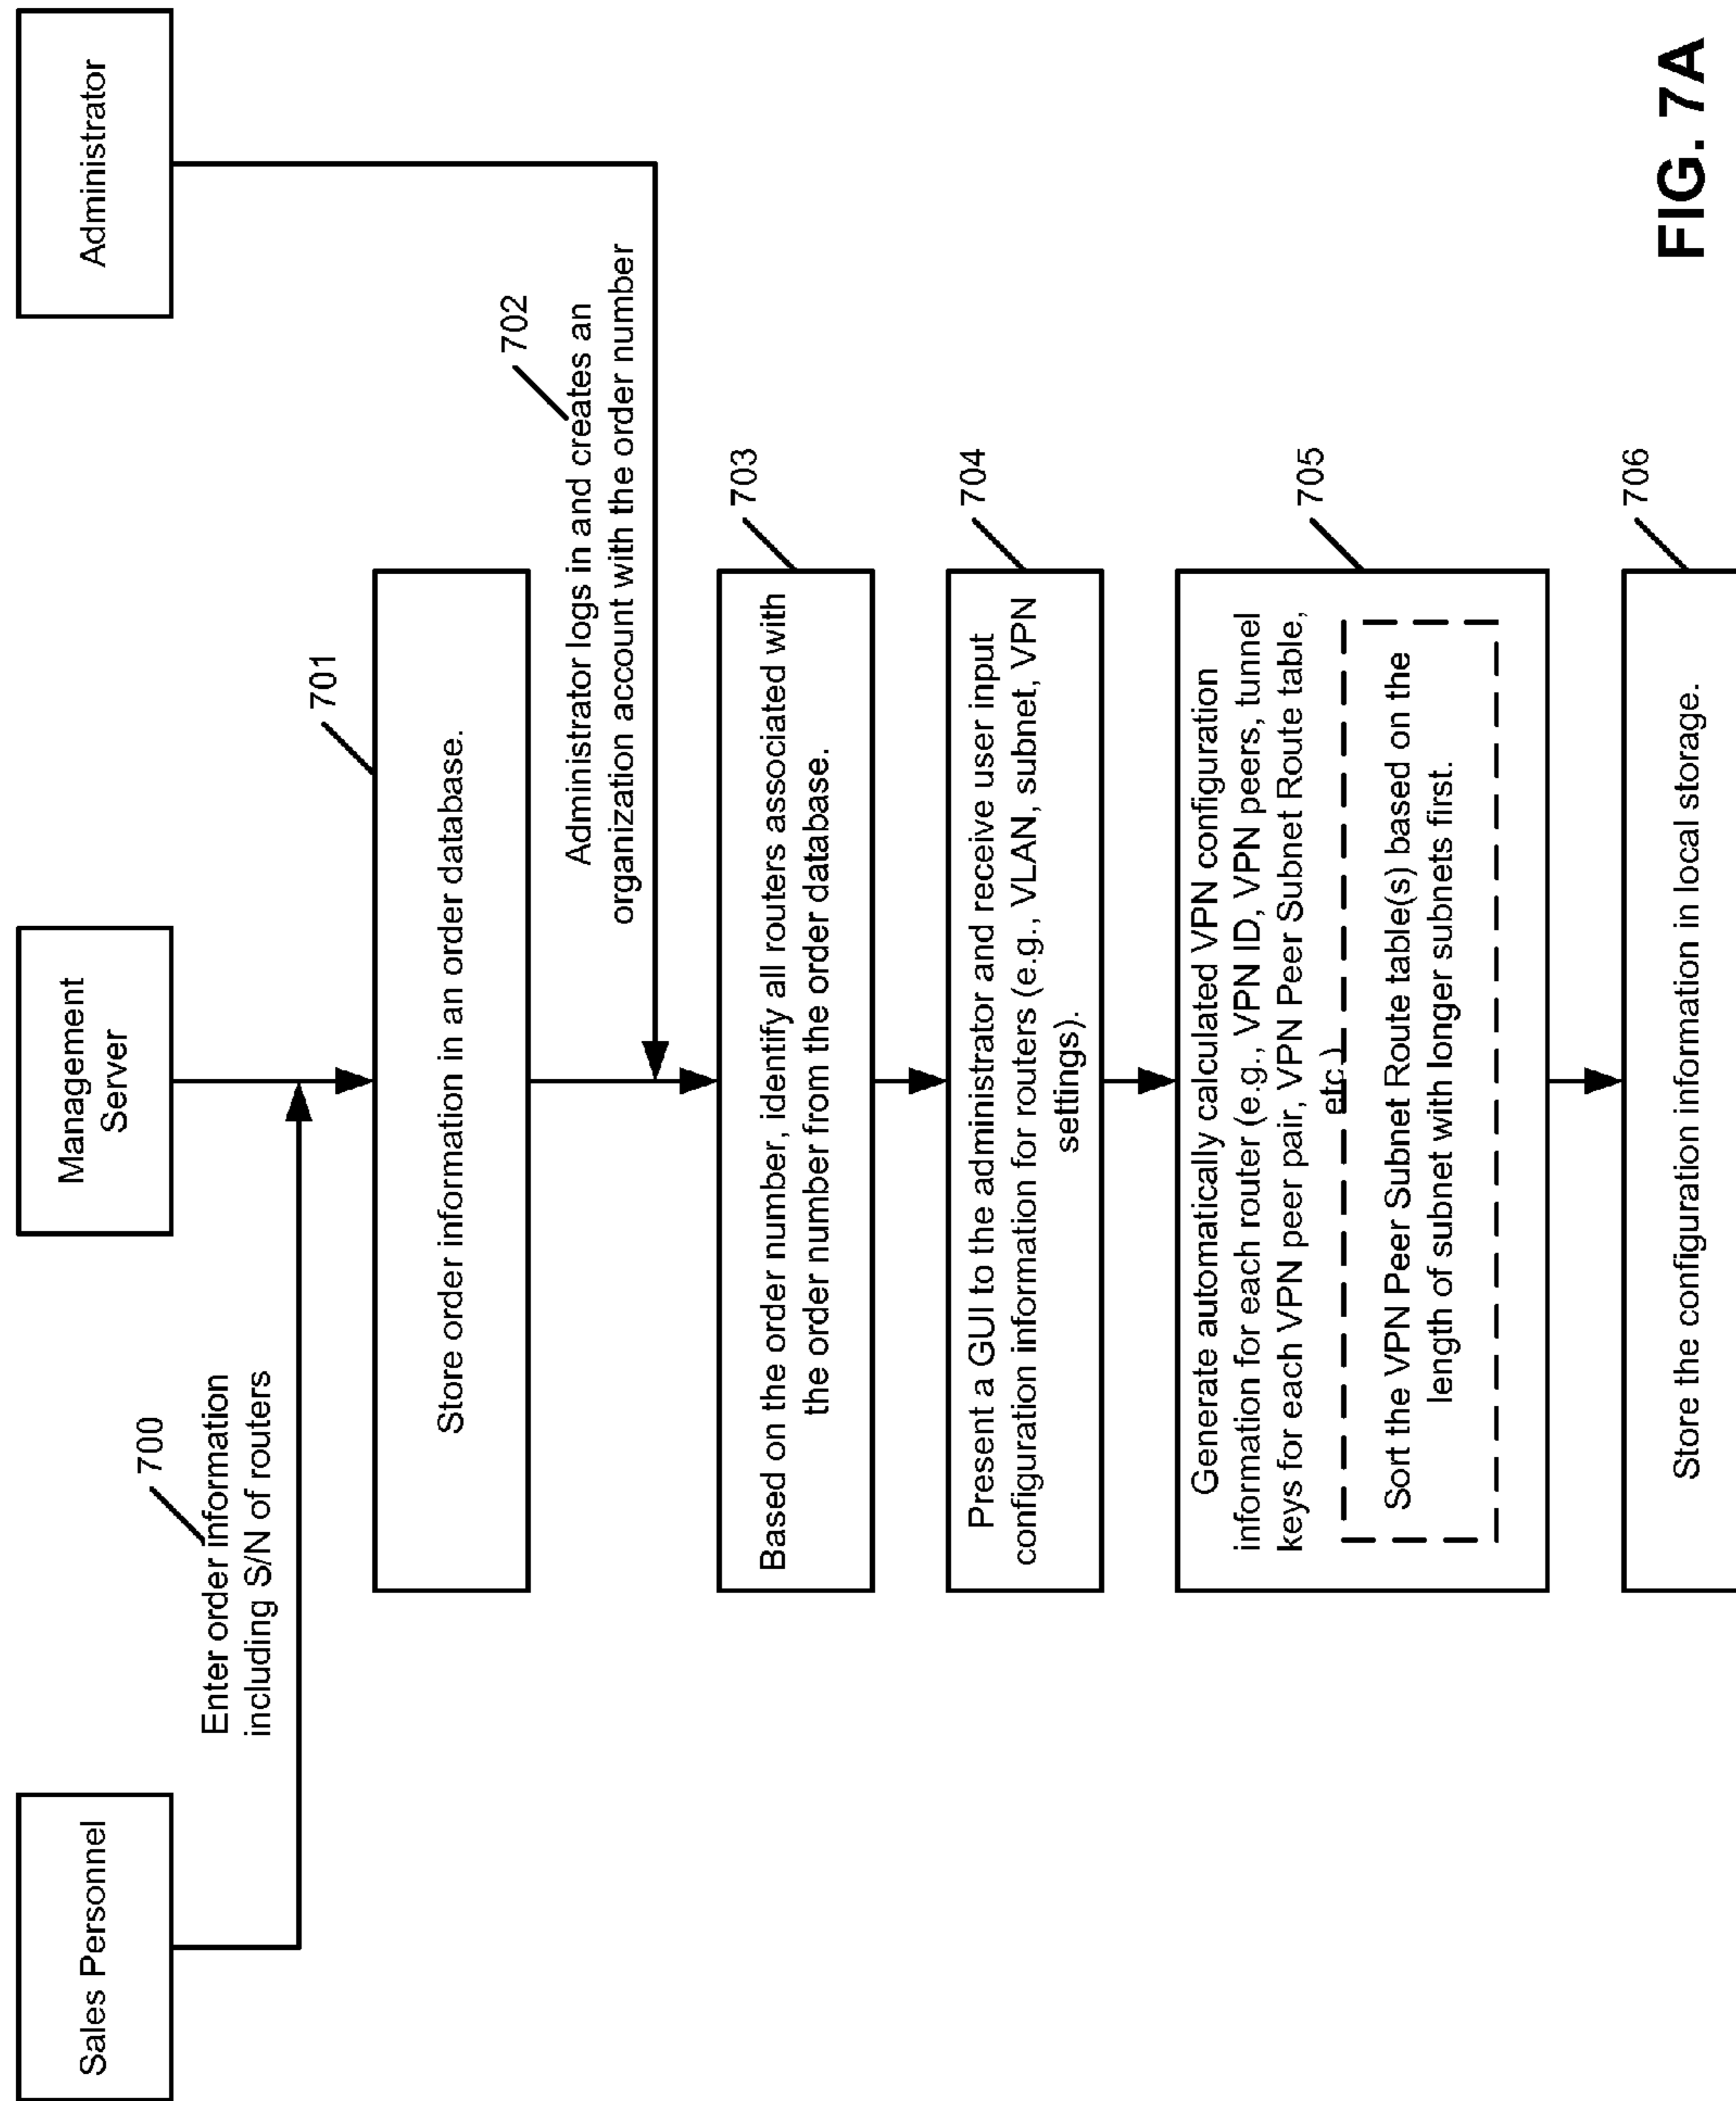 Sales Personnel
Management
Server
Administrator
700
Enter order information
including S/N of routers
701
Store order information in an order database.
702
Administrator logs in and creates an
organization account with the order number
703
Based on the order number, identify all routers associated with
the order number from the order database.
704
Present a GUI to the administrator and receive user input
configuration information for routers (e.g., VLAN, subnet, VPN
settings).
705
Generate automatically calculated VPN configuration
information for each router (e.g., VPN ID, VPN peers, tunnel
keys for each VPN peer pair, VPN Peer Subnet Route table,
etc.)
Sort the VPN Peer Subnet Route table(s) based on the
length of subnet with longer subnets first.
706
Store the configuration information in local storage.
FIG. 7A